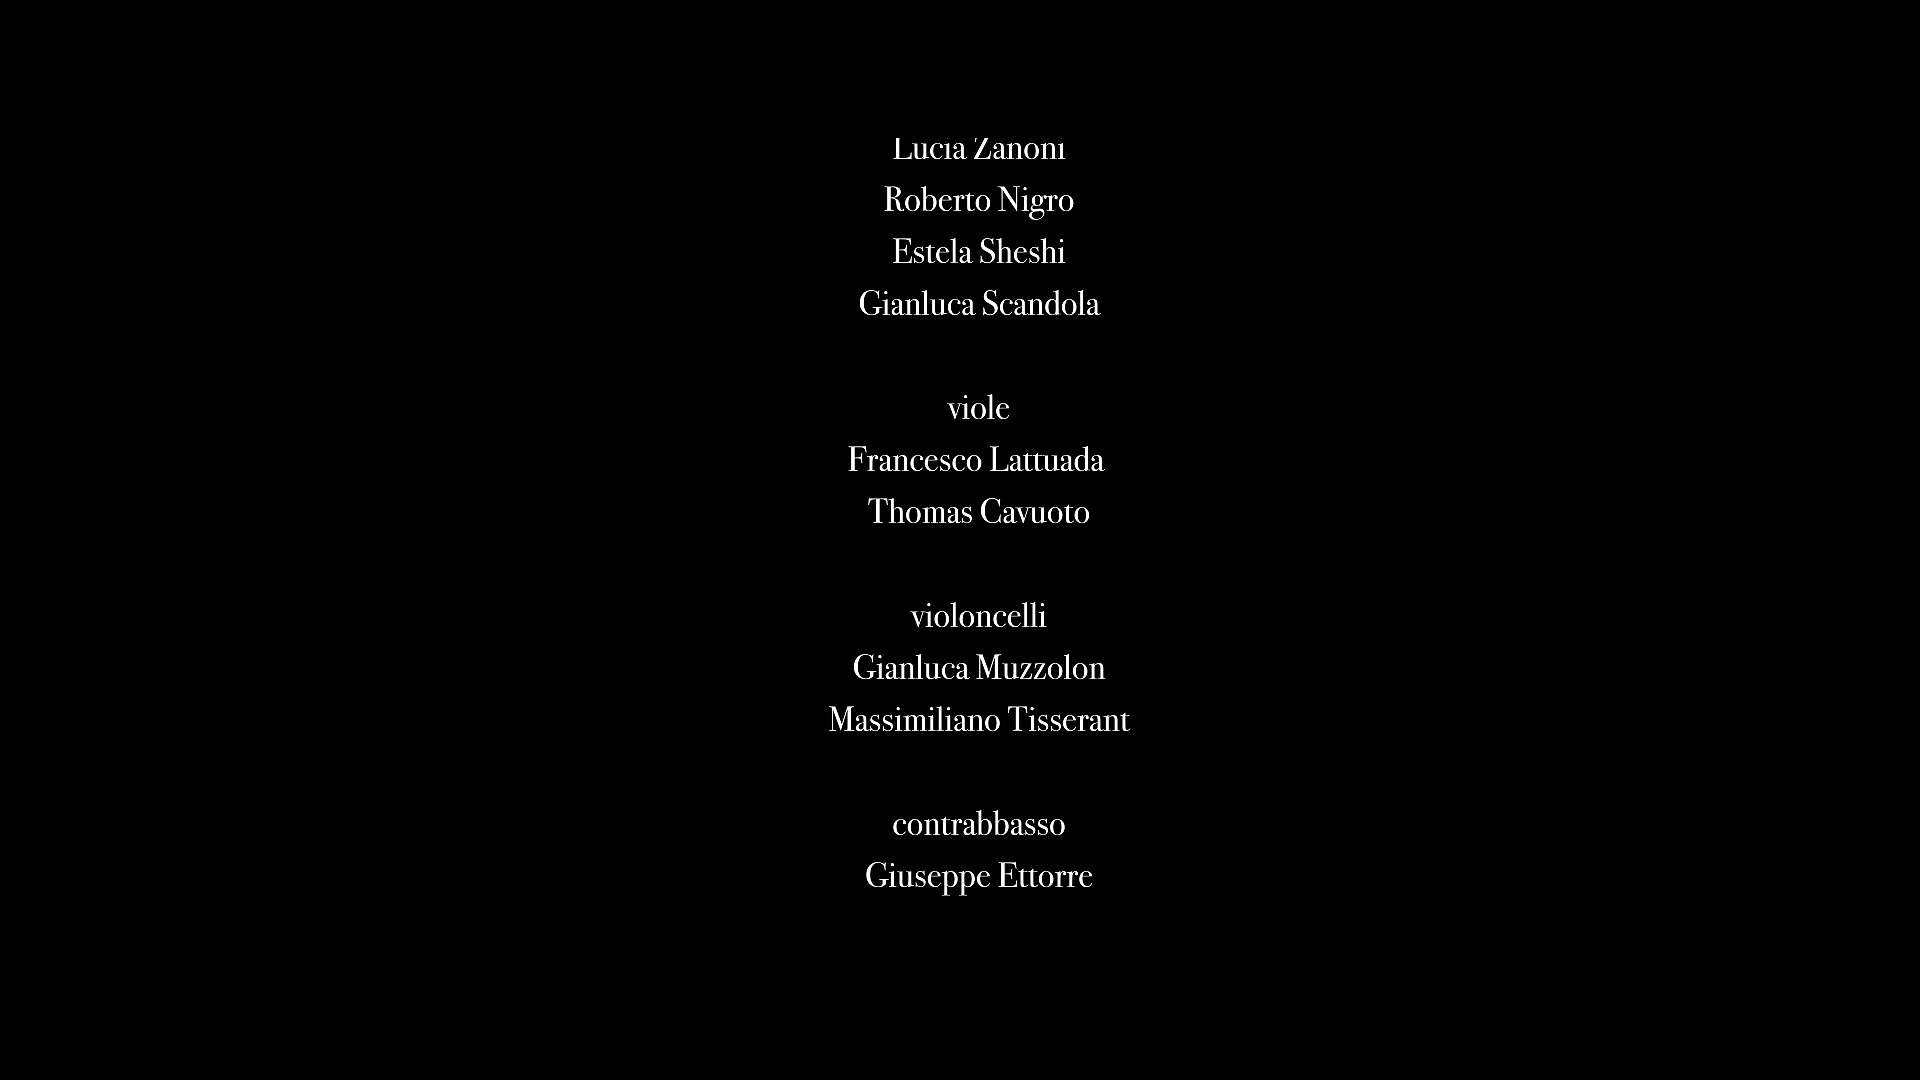 Lucia Zanoni
Roberto Nigro
Estela Sheshi
Gianluca Scandola
viole
Francesco Lattuada
Thomas Cavuoto
violoncelli
Gianluca Muzzolon
Massimiliano Tisserant
contrabbasso
Giuseppe Ettorre